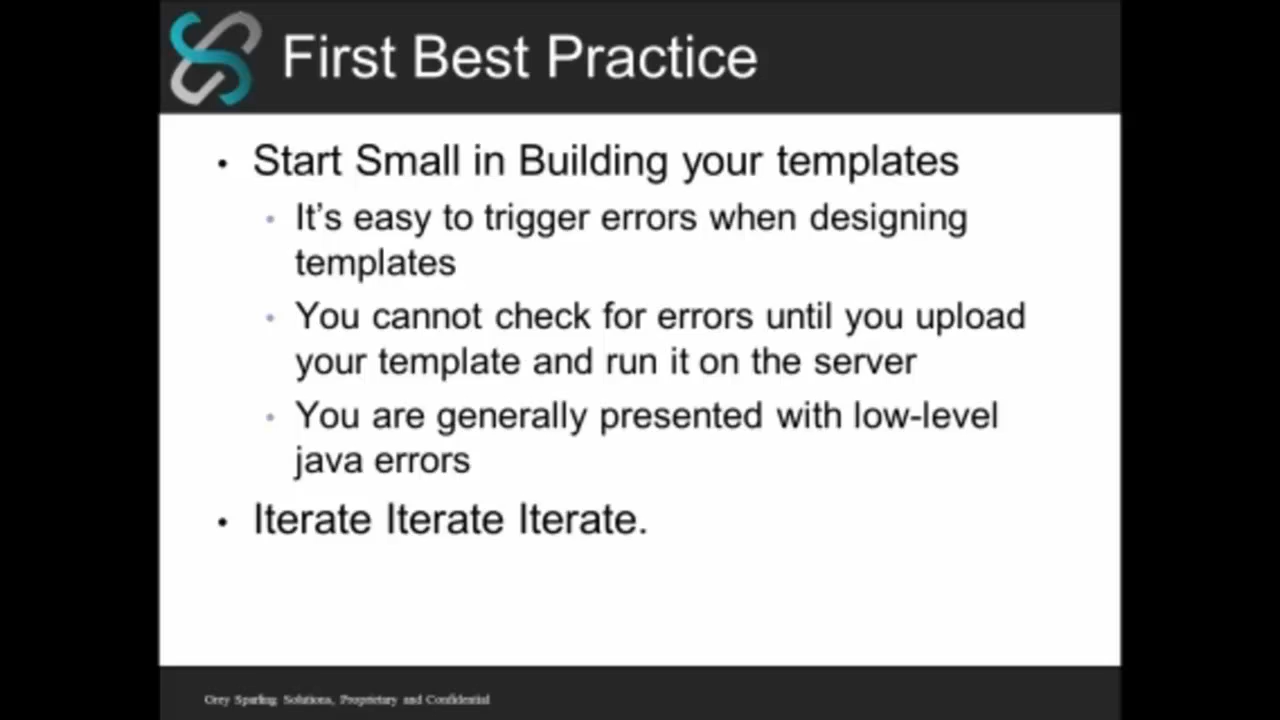 First Best Practice
• Start Small in Building your templates
• It's easy to trigger errors when designing
templates
• You cannot check for errors until you upload
your template and run it on the server
• You are generally presented with low-level
java errors
• Iterate Iterate Iterate.
Grey Sparling Solutions, Proprietary and Confidential